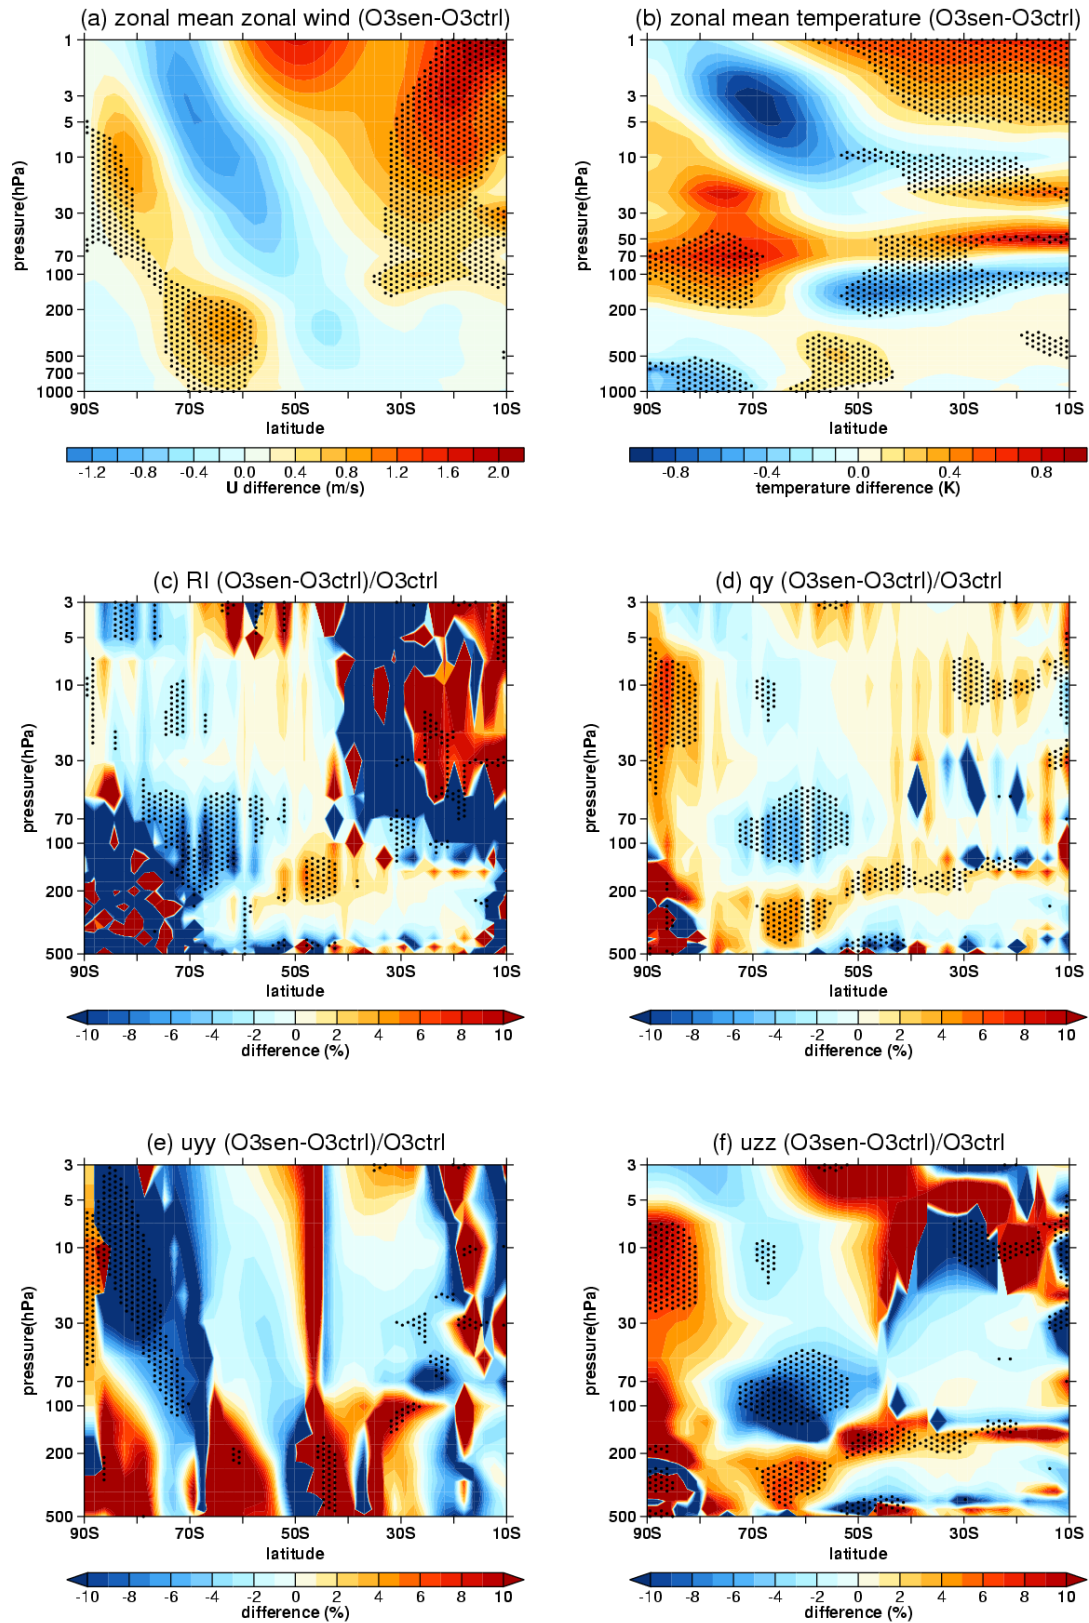 (a) zonal mean zonal wind (O3sen-O3ctrl)
1
3
5
10
30
70
100
200
500
700
1000
pressure(hPa)
90S 70S 50S 30S 10S
latitude
-1.2 -0.8 -0.4 0.0 0.4 0.8 1.2 1.6 2.0
U difference (m/s)
(b) zonal mean temperature (O3sen-O3ctrl)
1
3
5
10
30
50
70
100
200
500
1000
pressure(hPa)
90S 70S 50S 30S 10S
latitude
-0.8 -0.4 0.0 0.4 0.8
temperature difference (K)
(c) RI (O3sen-O3ctrl)/O3ctrl
3
5
10
30
70
100
200
500
pressure(hPa)
90S 70S 50S 30S 10S
latitude
-10 -8 -6 -4 -2 0 2 4 6 8 10
difference (%)
(d) qy (O3sen-O3ctrl)/O3ctrl
3
5
10
30
70
100
200
500
pressure(hPa)
90S 70S 50S 30S 10S
latitude
-10 -8 -6 -4 -2 0 2 4 6 8 10
difference (%)
(e) uyy (O3sen-O3ctrl)/O3ctrl
3
5
10
30
70
100
200
500
pressure(hPa)
90S 70S 50S 30S 10S
latitude
-10 -8 -6 -4 -2 0 2 4 6 8 10
difference (%)
(f) uzz (O3sen-O3ctrl)/O3ctrl
3
5
10
30
70
100
200
500
pressure(hPa)
90S 70S 50S 30S 10S
latitude
-10 -8 -6 -4 -2 0 2 4 6 8 10
difference (%)